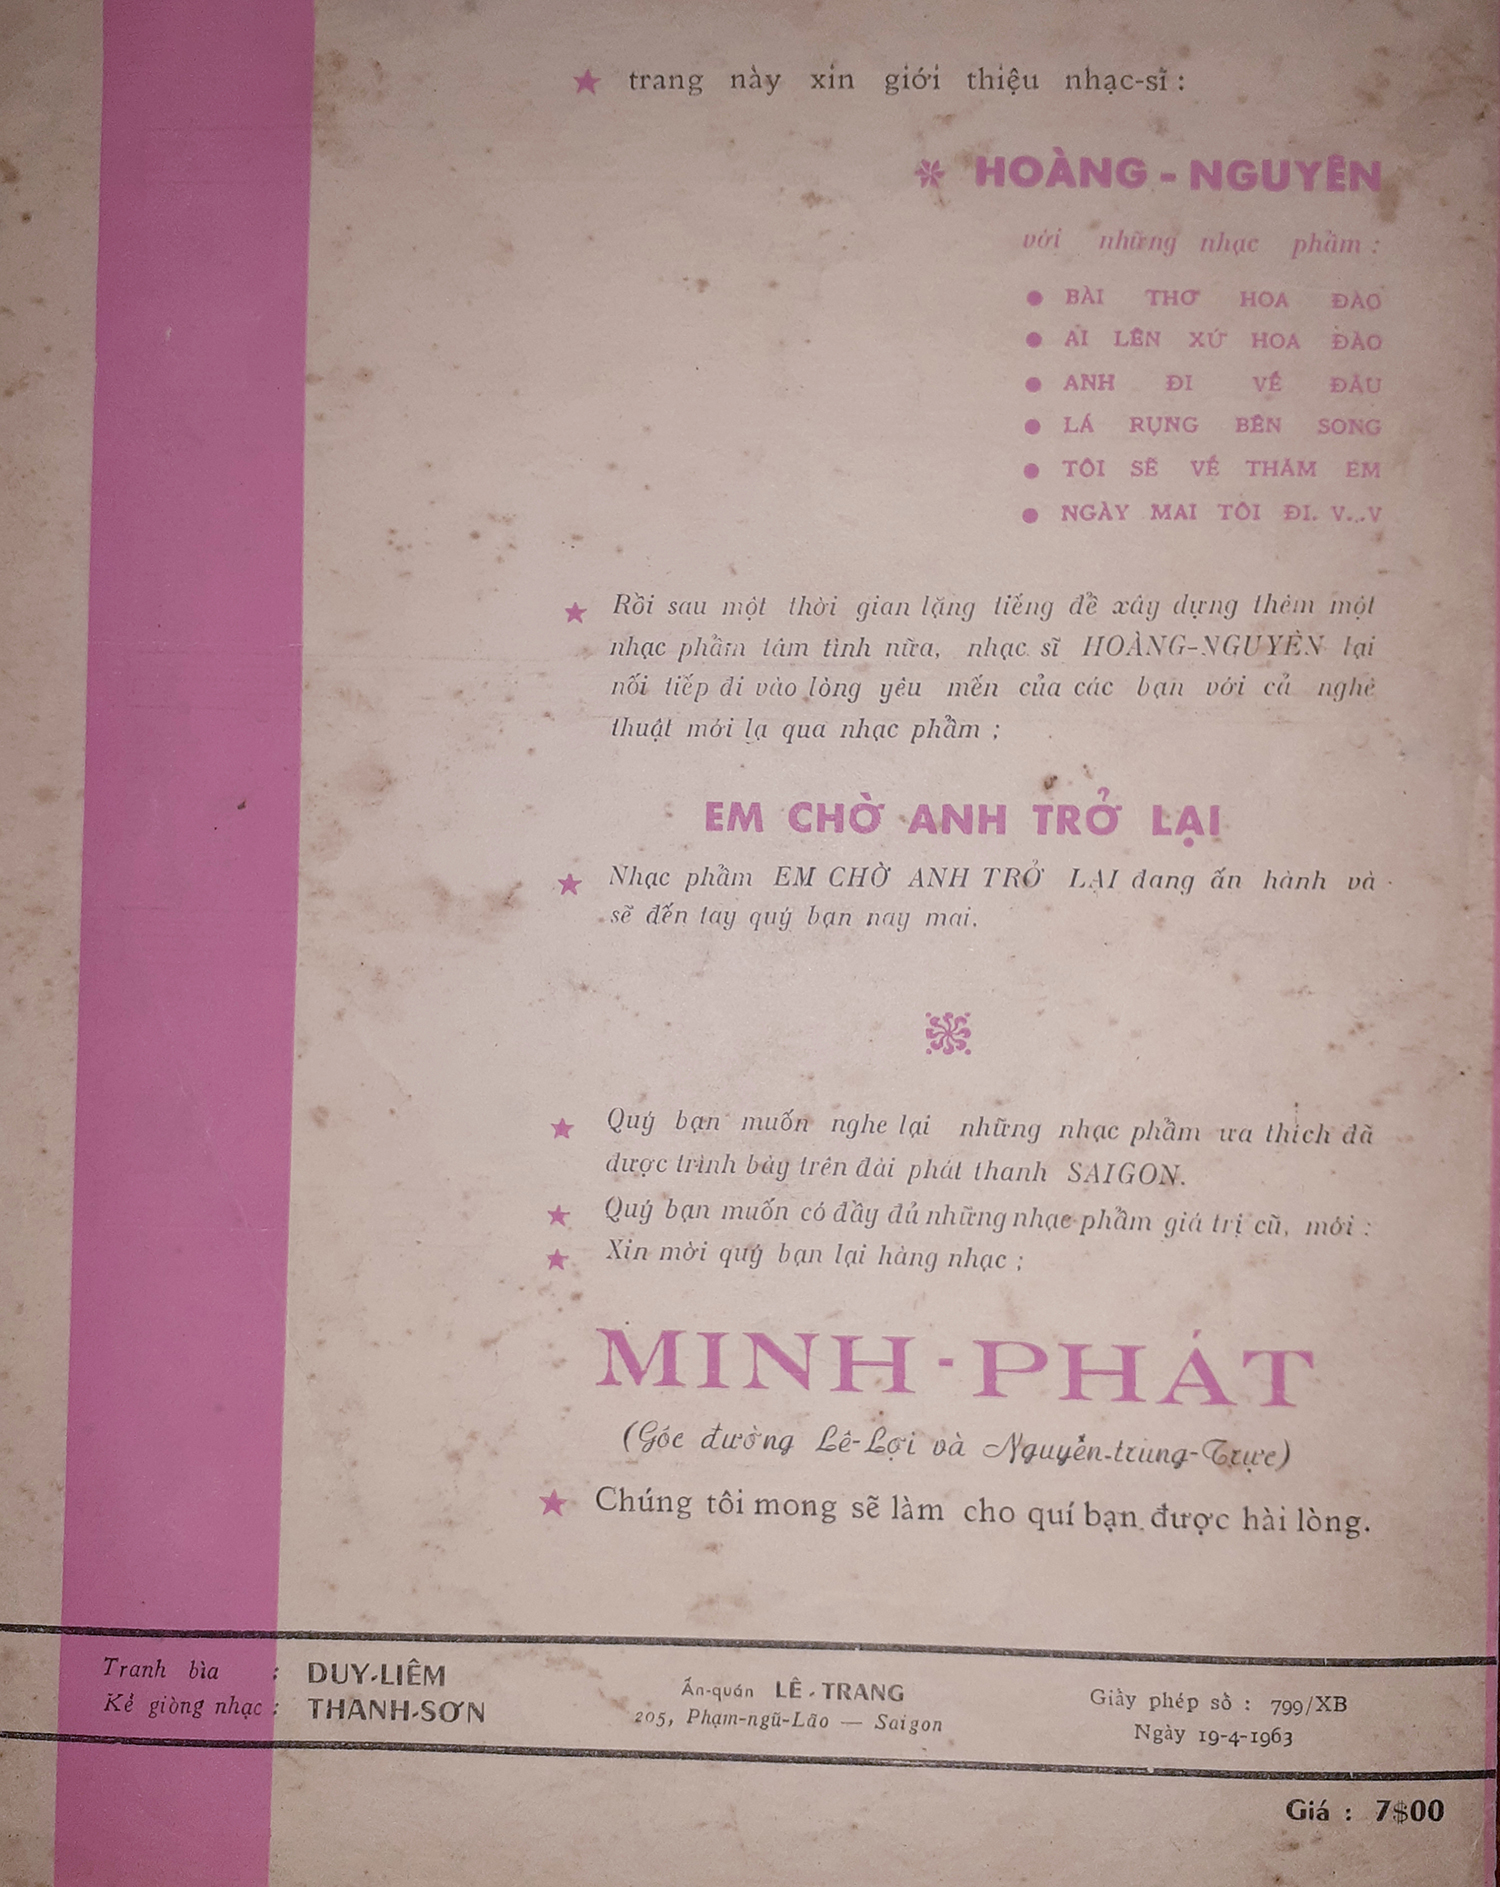 trang này xin giới thiệu nhạc-sĩ :
HOÀNG - NGUYÊN
với những nhạc phẩm :
BÀI THƠ HOA ĐÀO
AI LÊN XỨ HOA ĐÀO
ANH ĐI VỀ ĐÂU
LÁ RỤNG BÊN SONG
TÔI SẼ VỀ THĂM EM
NGÀY MAI TÔI ĐI. V...V
Rồi sau một thời gian lặng tiếng để xây dựng thêm một
nhạc phẩm tâm tình nữa, nhạc sĩ HOÀNG-NGUYÊN lại
nối tiếp đi vào lòng yêu mến của các bạn với cả nghê
thuật mới lạ qua nhạc phẩm ;
EM CHỜ ANH TRỞ LẠI
Nhạc phẩm EM CHỜ ANH TRỞ LẠI đang ấn hành và
sẽ đến tay quý bạn nay mai.
Quý bạn muốn nghe lại những nhạc phẩm ưa thích đã
được trình bày trên đài phát thanh SAIGON.
Quý bạn muốn có đầy đủ những nhạc phẩm giá trị cũ, mới :
Xin mời quý bạn lại hàng nhạc ;
MINH - PHÁT
(Góc đường Lê-Lợi và Nguyễn-trung-Trực)
Chúng tôi mong sẽ làm cho quí bạn được hài lòng.
Tranh bìa : DUY-LIÊM
Kẻ giòng nhạc : THANH-SƠN
Ấn-quán LÊ - TRANG
205, Phạm-ngũ-Lão — Saigon
Giấy phép số : 799/XB
Ngày 19-4-1963
Giá : 7$00